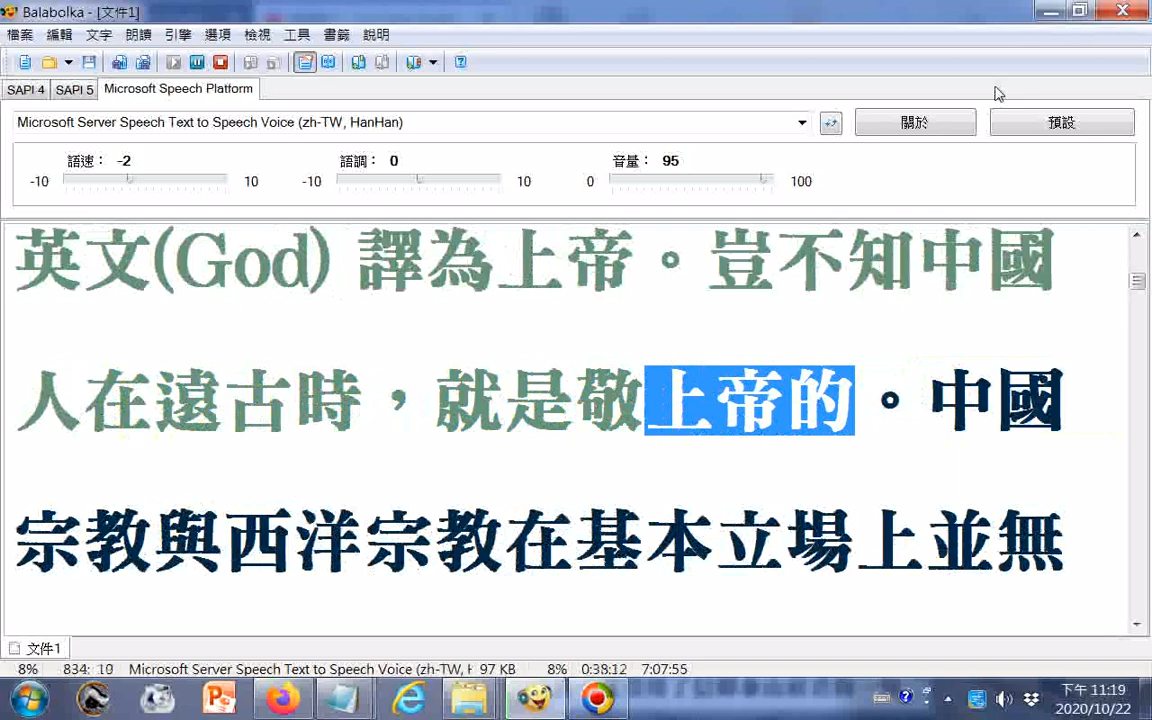 Balabolka - [文件1]
檔案 編輯 文字 朗讀 引擎 選項 檢視 工具 書籤 說明
SAPI 4 SAPI 5 Microsoft Speech Platform
Microsoft Server Speech Text to Speech Voice (zh-TW, HanHan) 關於 預設
語速： -2 語調： 0 音量： 95
-10 10 -10 10 0 100
英文(God) 譯為上帝。豈不知中國
人在遠古時，就是敬上帝的。中國
宗教與西洋宗教在基本立場上並無
文件1
8% 834: 10 Microsoft Server Speech Text to Speech Voice (zh-TW, 97 KB 8% 0:38:12 7:07:55
下午 11:19
2020/10/22